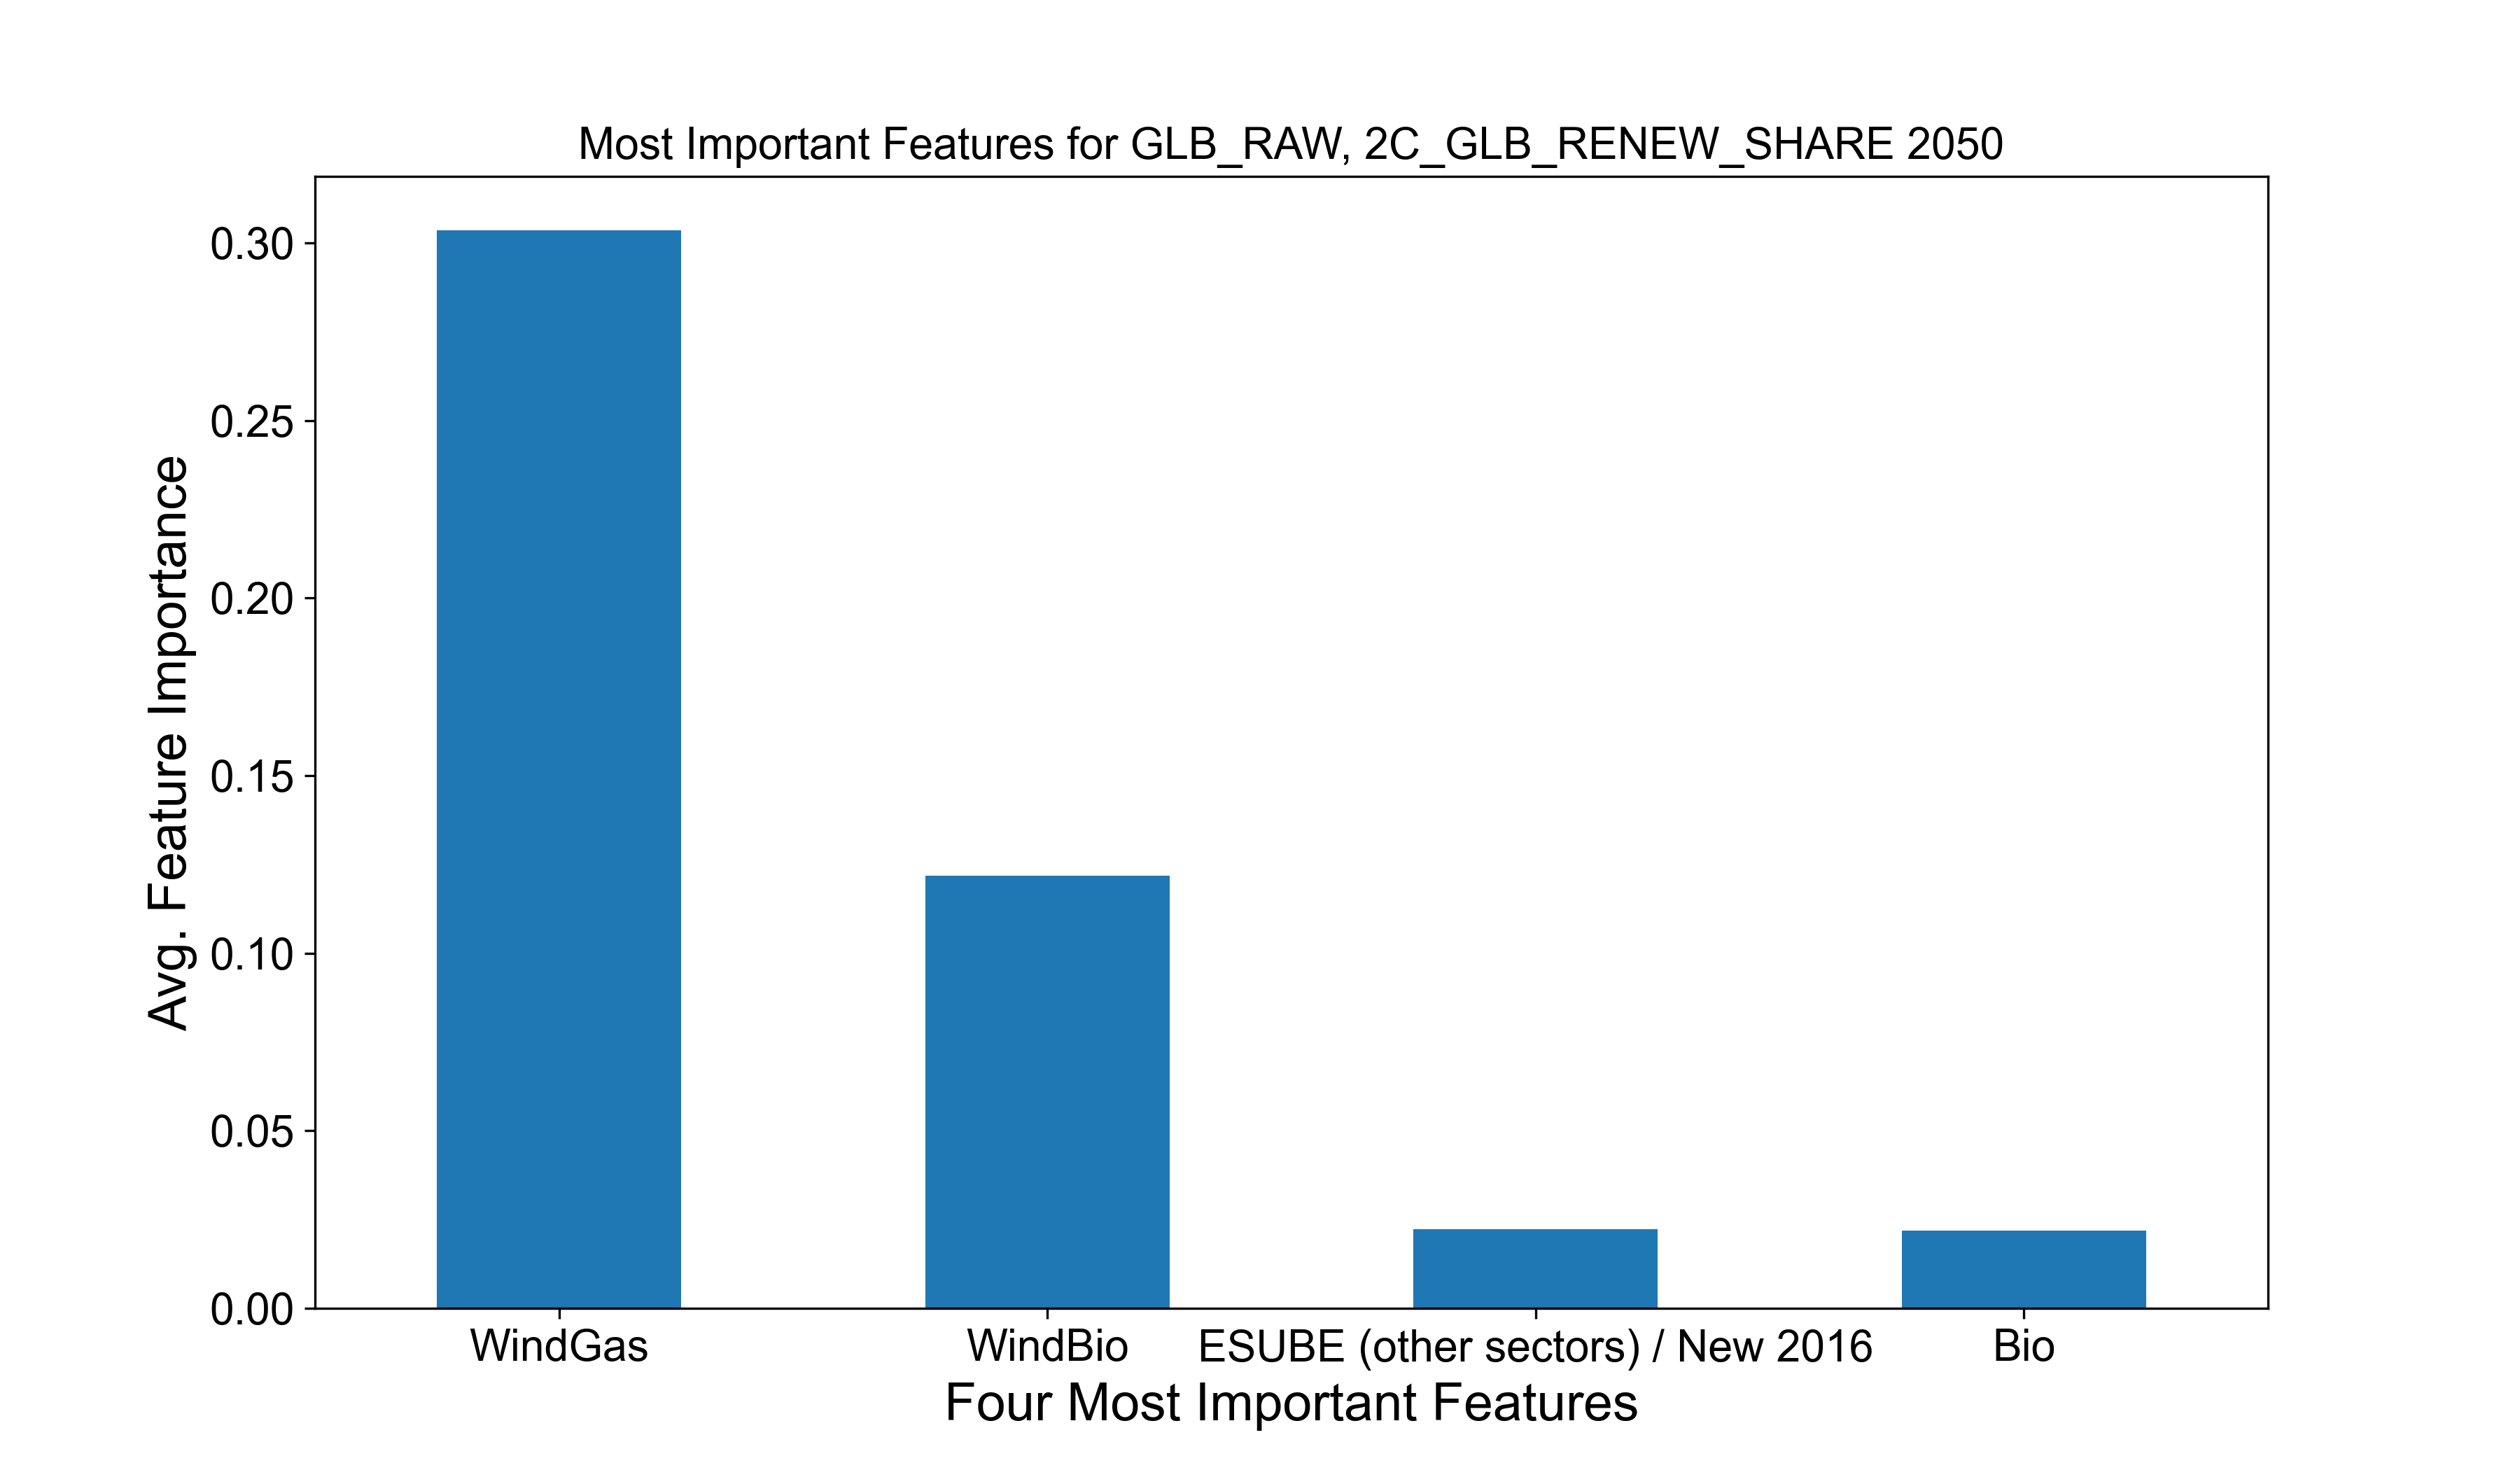 Most Important Features for GLB_RAW, 2C_GLB_RENEW_SHARE 2050
0.30
0.25
0.20
0.15
0.10
0.05
0.00
Avg. Feature Importance
WindGas
WindBio
ESUBE (other sectors) / New 2016
Bio
Four Most Important Features